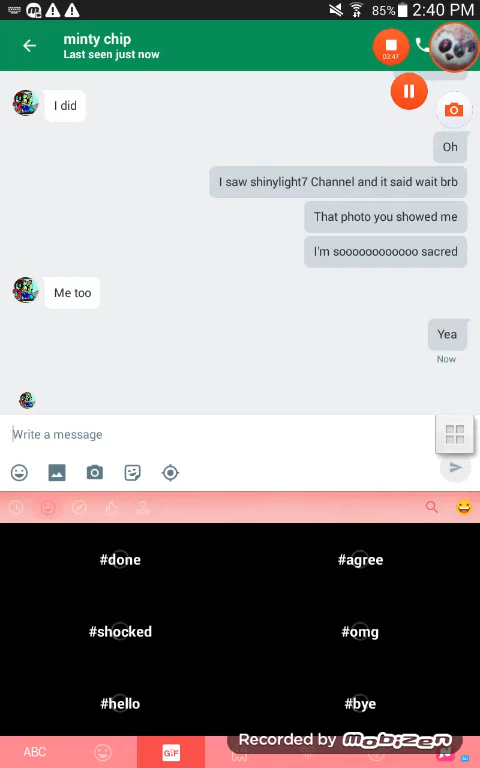 85% 2:40 PM
minty chip
Last seen just now
03:47
I did
Oh
I saw shinylight7 Channel and it said wait brb
That photo you showed me
I'm soooooooooooo sacred
Me too
Yea
Now
Write a message
#done #agree
#shocked #omg
#hello #bye
Recorded by mobizen
ABC GIF